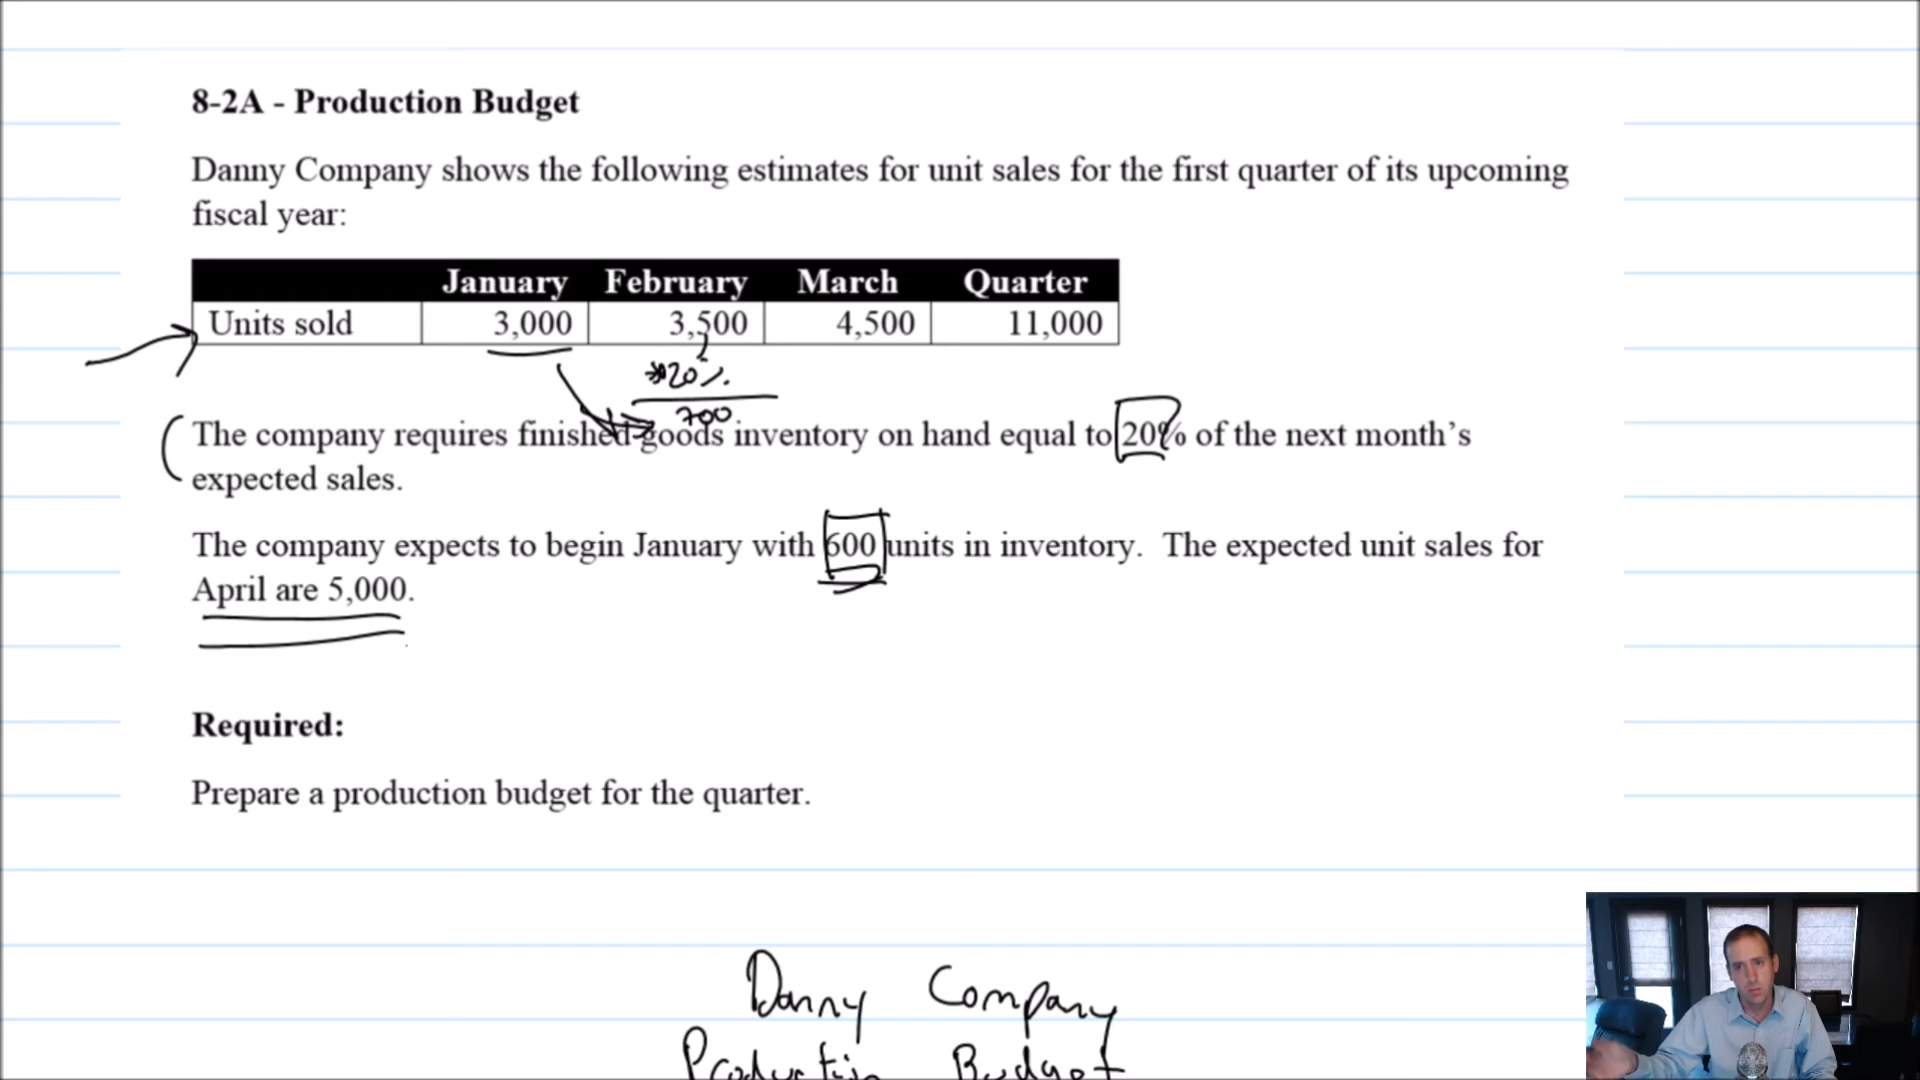 8-2A - Production Budget
Danny Company shows the following estimates for unit sales for the first quarter of its upcoming
fiscal year:
January February March Quarter
Units sold 3,000 3,500 4,500 11,000
*20%
700
The company requires finished goods inventory on hand equal to 20% of the next month’s
expected sales.
The company expects to begin January with 600 units in inventory. The expected unit sales for
April are 5,000.
Required:
Prepare a production budget for the quarter.
Danny Company
Production Budget